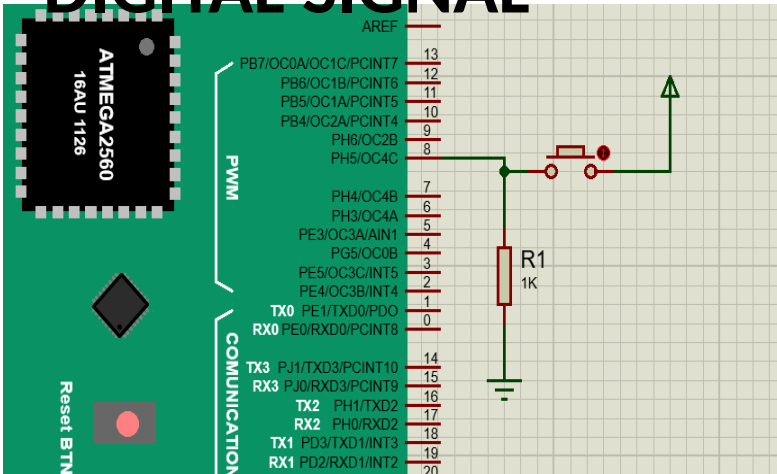 DIGITAL SIGNAL
ATMEGA2560
16AU 1126
AREF
PB7/OC0A/OC1C/PCINT7 13
PB6/OC1B/PCINT6 12
PB5/OC1A/PCINT5 11
PB4/OC2A/PCINT4 10
PH6/OC2B 9
PH5/OC4C 8
PWM
PH4/OC4B 7
PH3/OC4A 6
PE3/OC3A/AIN1 5
PG5/OC0B 4
PE5/OC3C/INT5 3
PE4/OC3B/INT4 2
TX0 PE1/TXD0/PDO 1
RX0 PE0/RXD0/PCINT8 0
R1
1K
COMUNICATION
TX3 PJ1/TXD3/PCINT10 14
RX3 PJ0/RXD3/PCINT9 15
TX2 PH1/TXD2 16
RX2 PH0/RXD2 17
TX1 PD3/TXD1/INT3 18
RX1 PD2/RXD1/INT2 19
20
Reset BTN